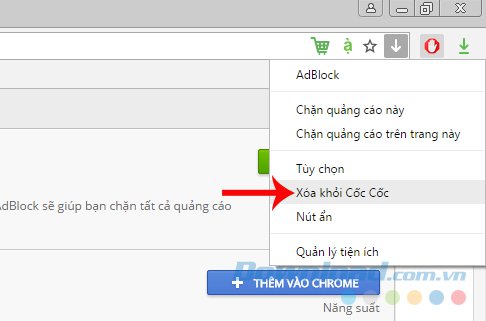 ặ
AdBlock
Chặn quảng cáo này
Chặn quảng cáo trên trang này
Tùy chọn
AdBlock sẽ giúp bạn chặn tất cả quảng cáo
Xóa khỏi Cốc Cốc
Nút ẩn
Quản lý tiện ích
Download.com.vn
THÊM VÀO CHROME
Năng suất